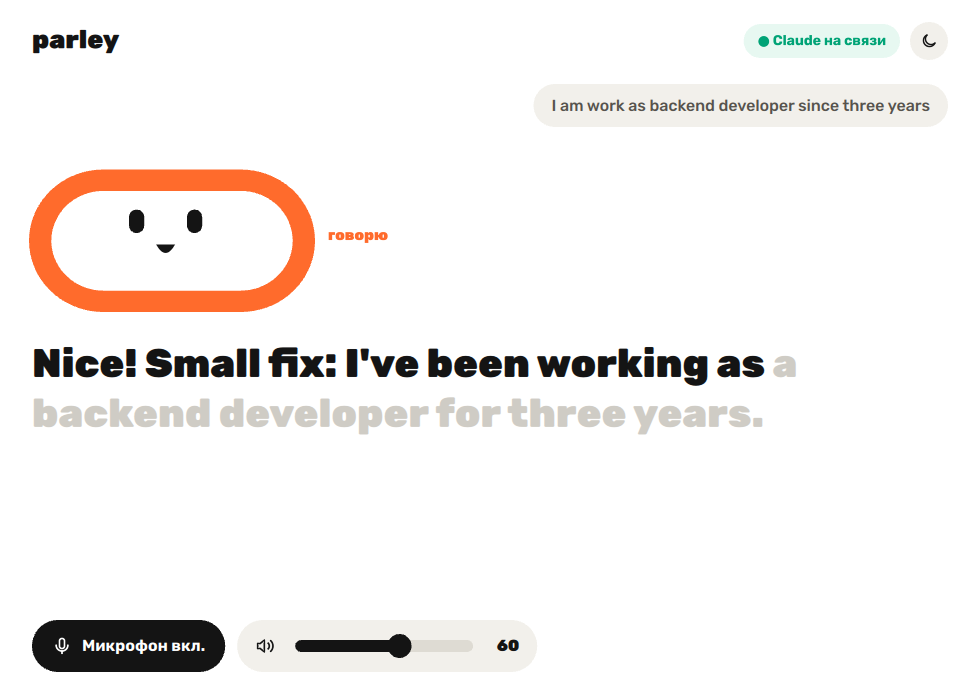 parley
Claude на связи
I am work as backend developer since three years
говорю
Nice! Small fix: I've been working as a
backend developer for three years.
Микрофон вкл.
60